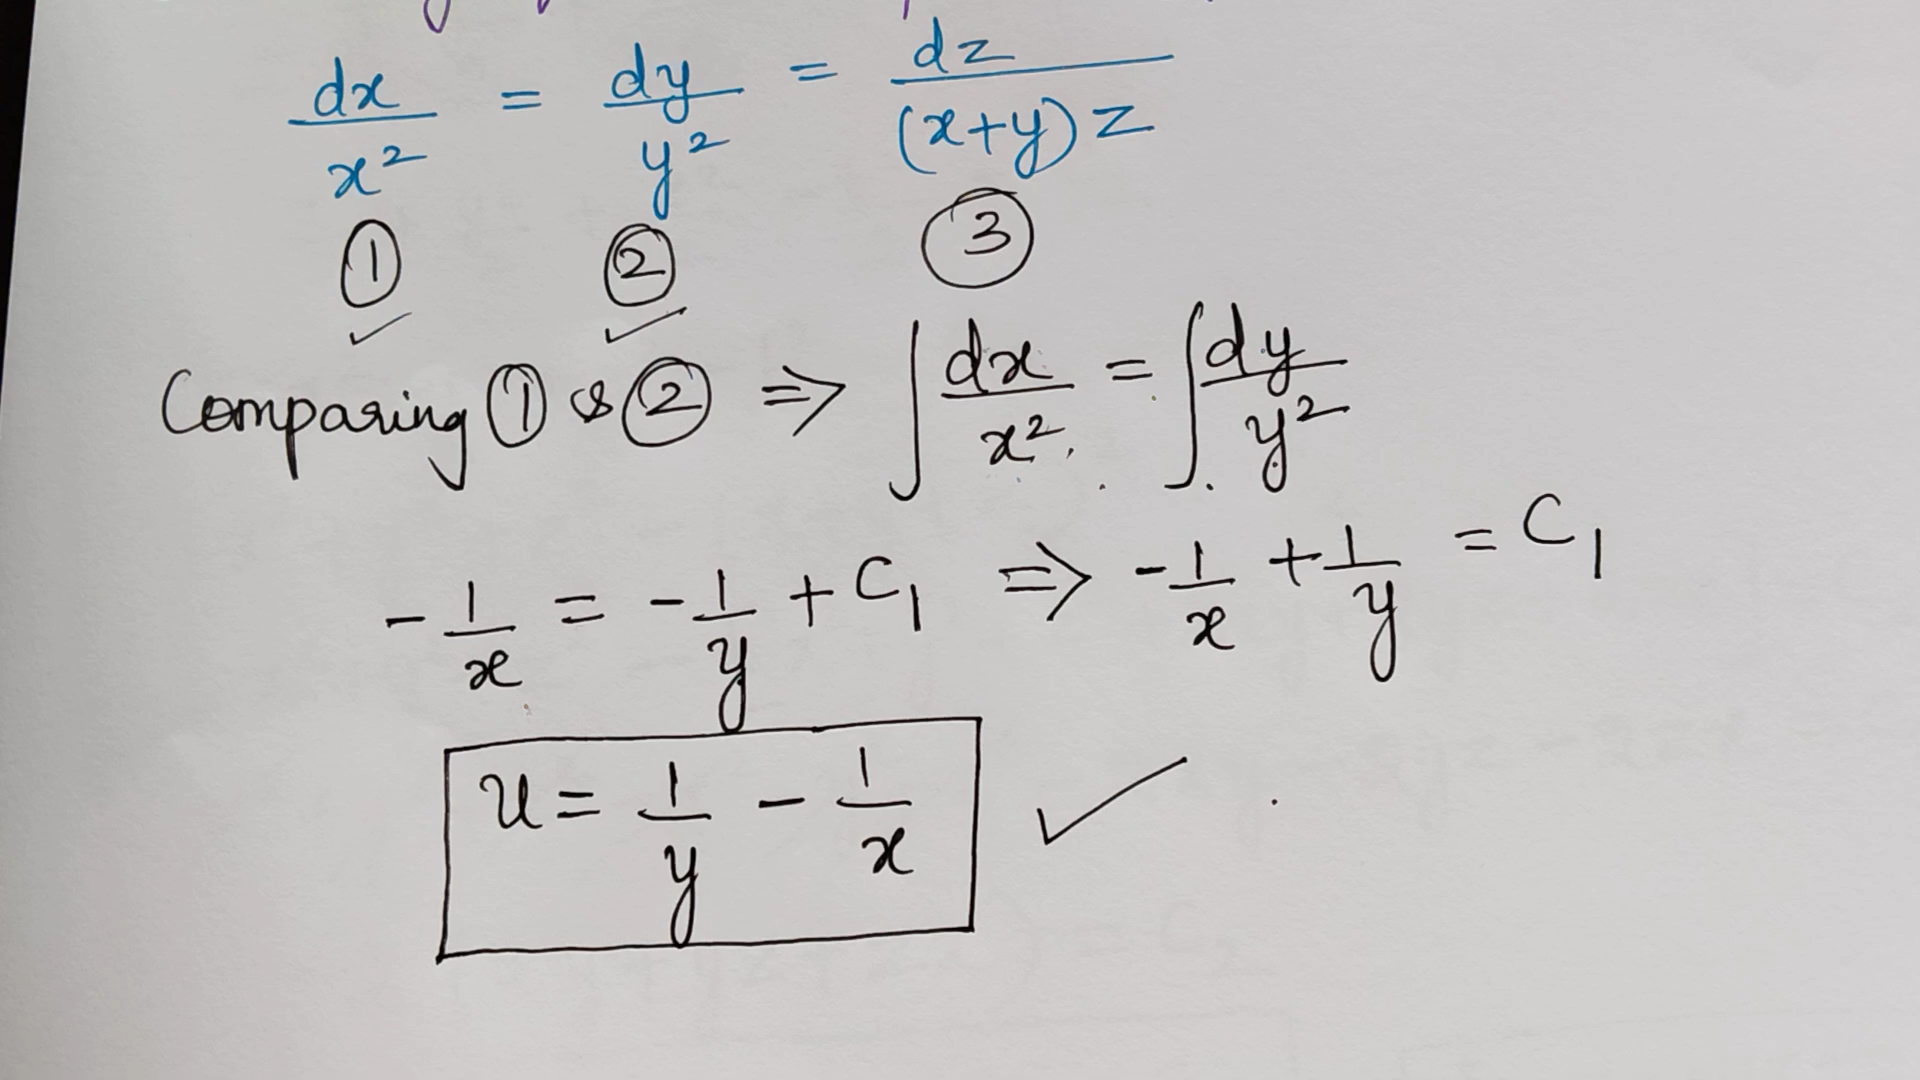 dx/x² = dy/y² = dz/(x+y)z
① ② ③
Comparing ① & ② ⇒ ∫dx/x² = ∫dy/y²
-1/x = -1/y + C₁ ⇒ -1/x + 1/y = C₁
u = 1/y - 1/x